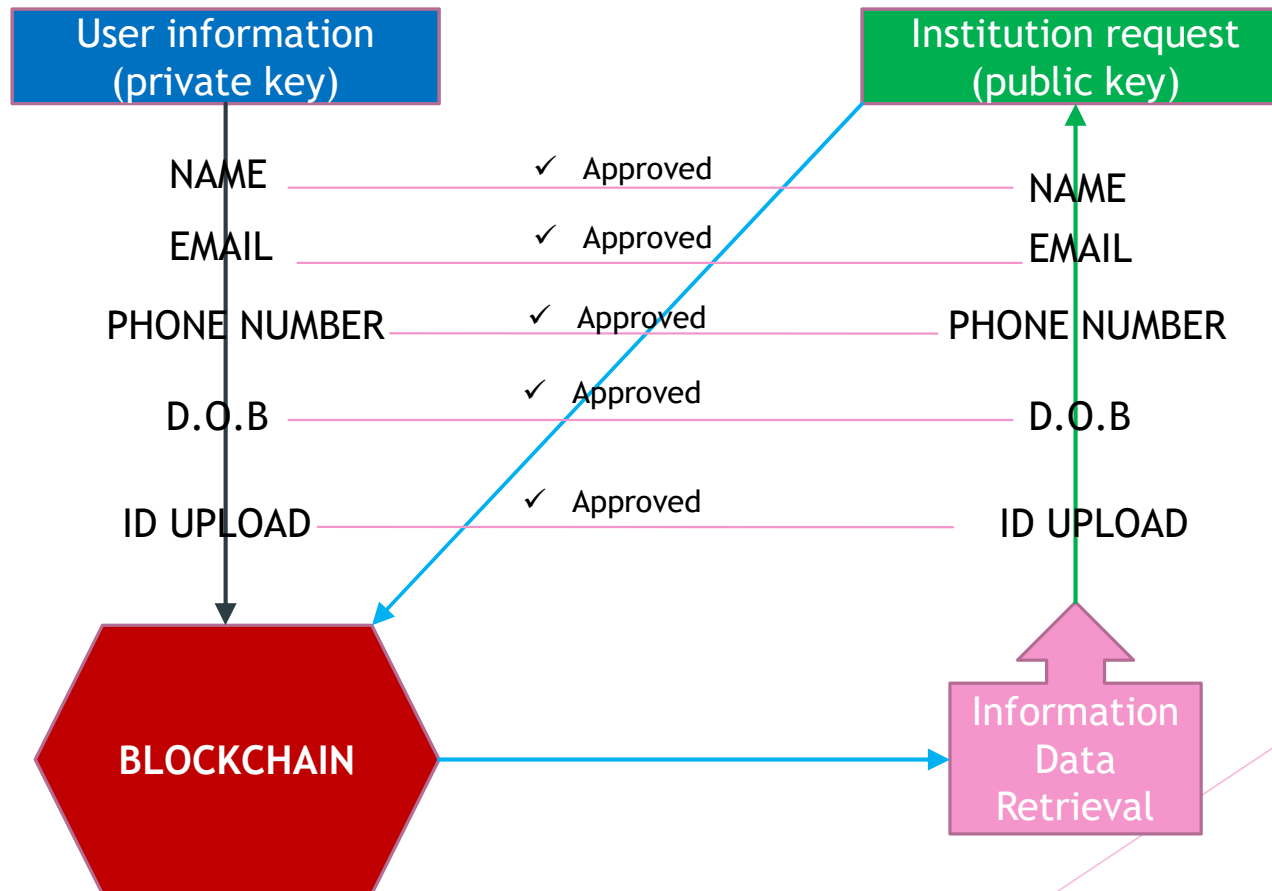 User information
(private key)
Institution request
(public key)
NAME
✓ Approved
NAME
EMAIL
✓ Approved
EMAIL
PHONE NUMBER
✓ Approved
PHONE NUMBER
D.O.B
✓ Approved
D.O.B
ID UPLOAD
✓ Approved
ID UPLOAD
BLOCKCHAIN
Information
Data
Retrieval